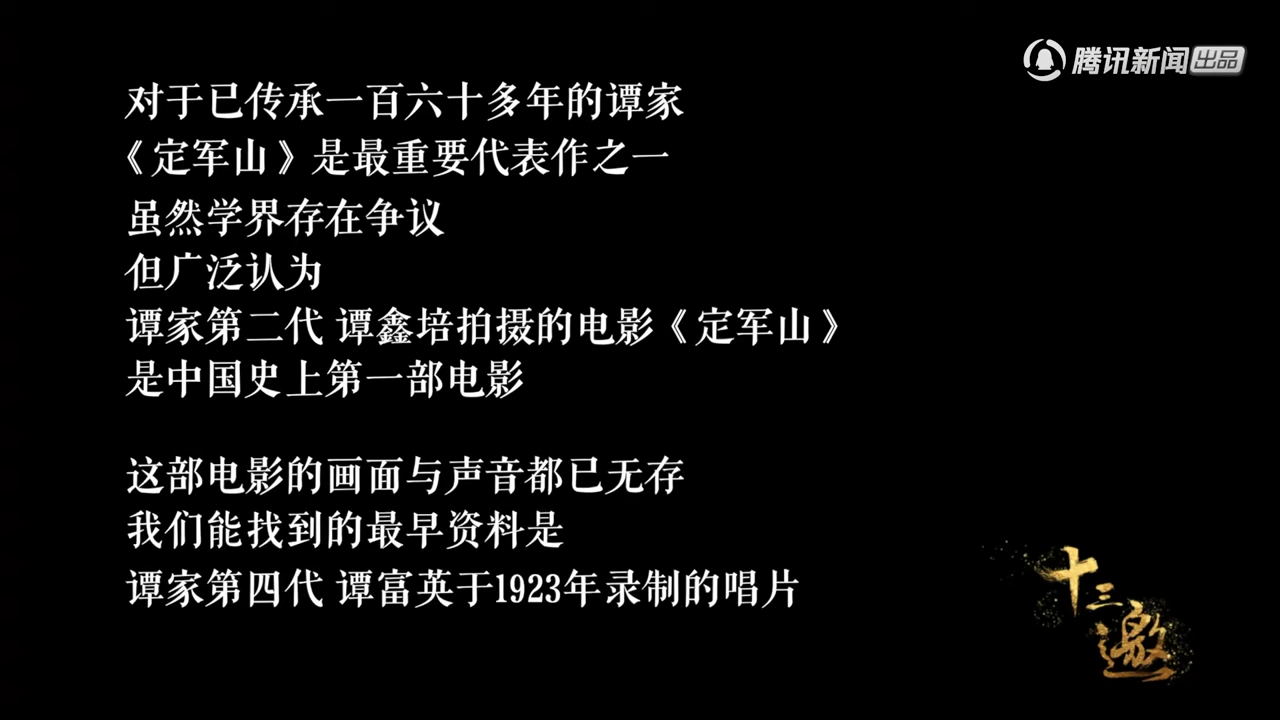 腾讯新闻出品
对于已传承一百六十多年的谭家
《定军山》是最重要代表作之一
虽然学界存在争议
但广泛认为
谭家第二代 谭鑫培拍摄的电影《定军山》
是中国史上第一部电影
这部电影的画面与声音都已无存
我们能找到的最早资料是
谭家第四代 谭富英于1923年录制的唱片
十三邀